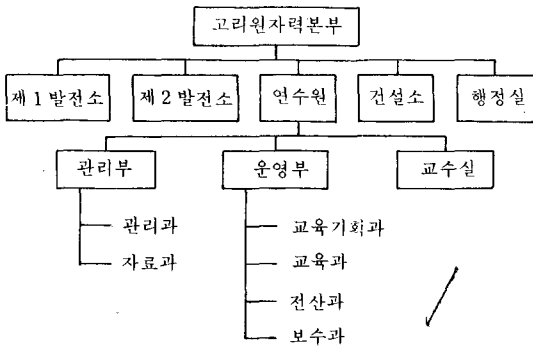 고리원자력본부
제1발전소 제2발전소 연수원 건설소 행정실
관리부 운영부 교수실
관리과 교육기획과
자료과 교육과
전산과
보수과